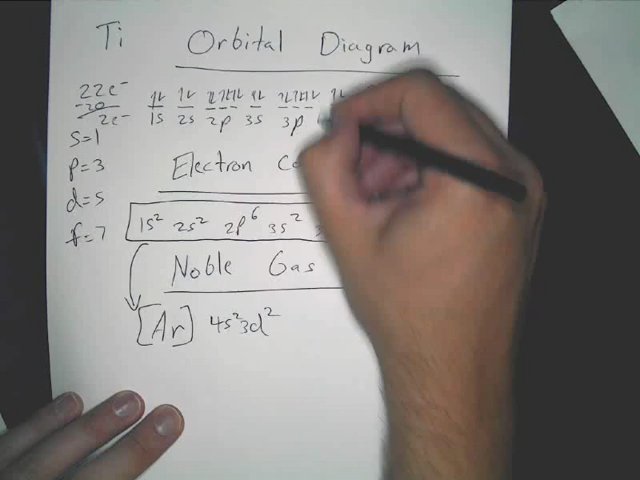 Ti Orbital Diagram
22e⁻
-20
2e⁻
1s 2s 2p 3s 3p
s=1
p=3 Electron
d=5
1s² 2s² 2p⁶ 3s²
f=7
Noble Gas
[Ar] 4s²3d²